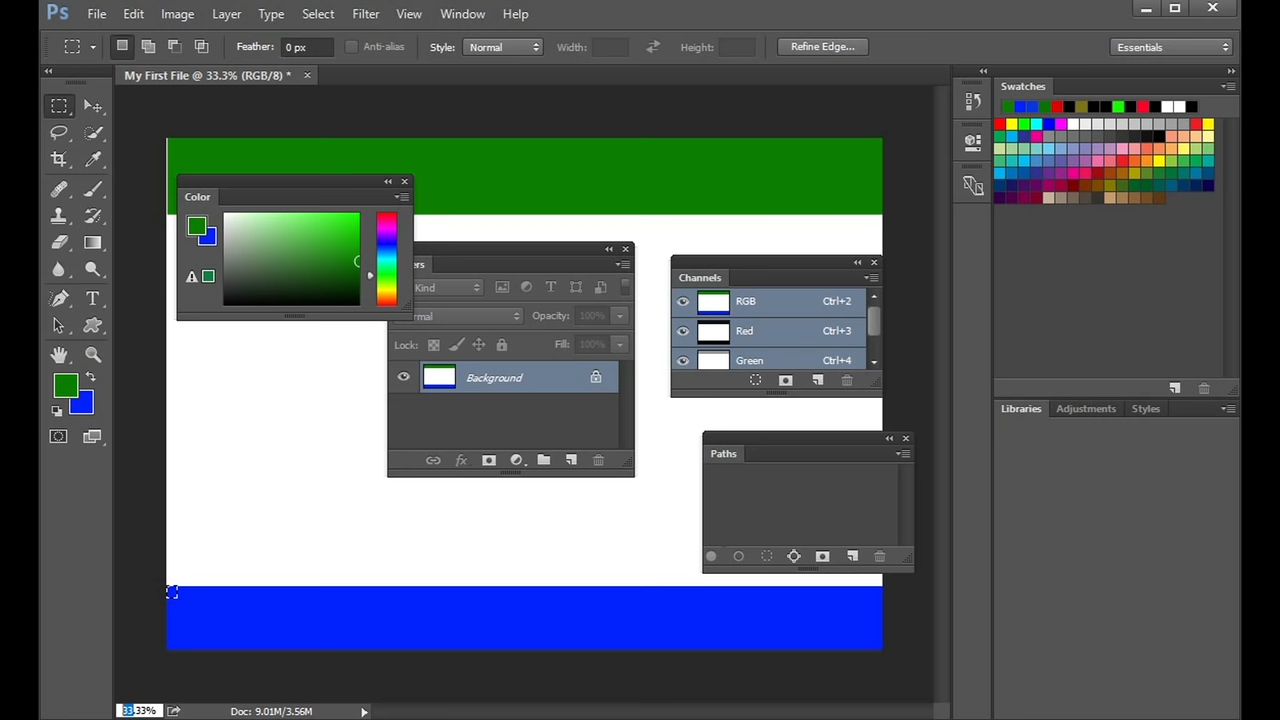 Ps File Edit Image Layer Type Select Filter View Window Help
Feather: 0 px Anti-alias Style: Normal Width: Height: Refine Edge... Essentials
My First File @ 33.3% (RGB/8) *
Swatches
Color
ers
Kind
Channels
RGB Ctrl+2
mal Opacity: 100%
Red Ctrl+3
Lock: Fill: 100%
Green Ctrl+4
Background
fx
Libraries Adjustments Styles
Paths
33.33% Doc: 9.01M/3.56M